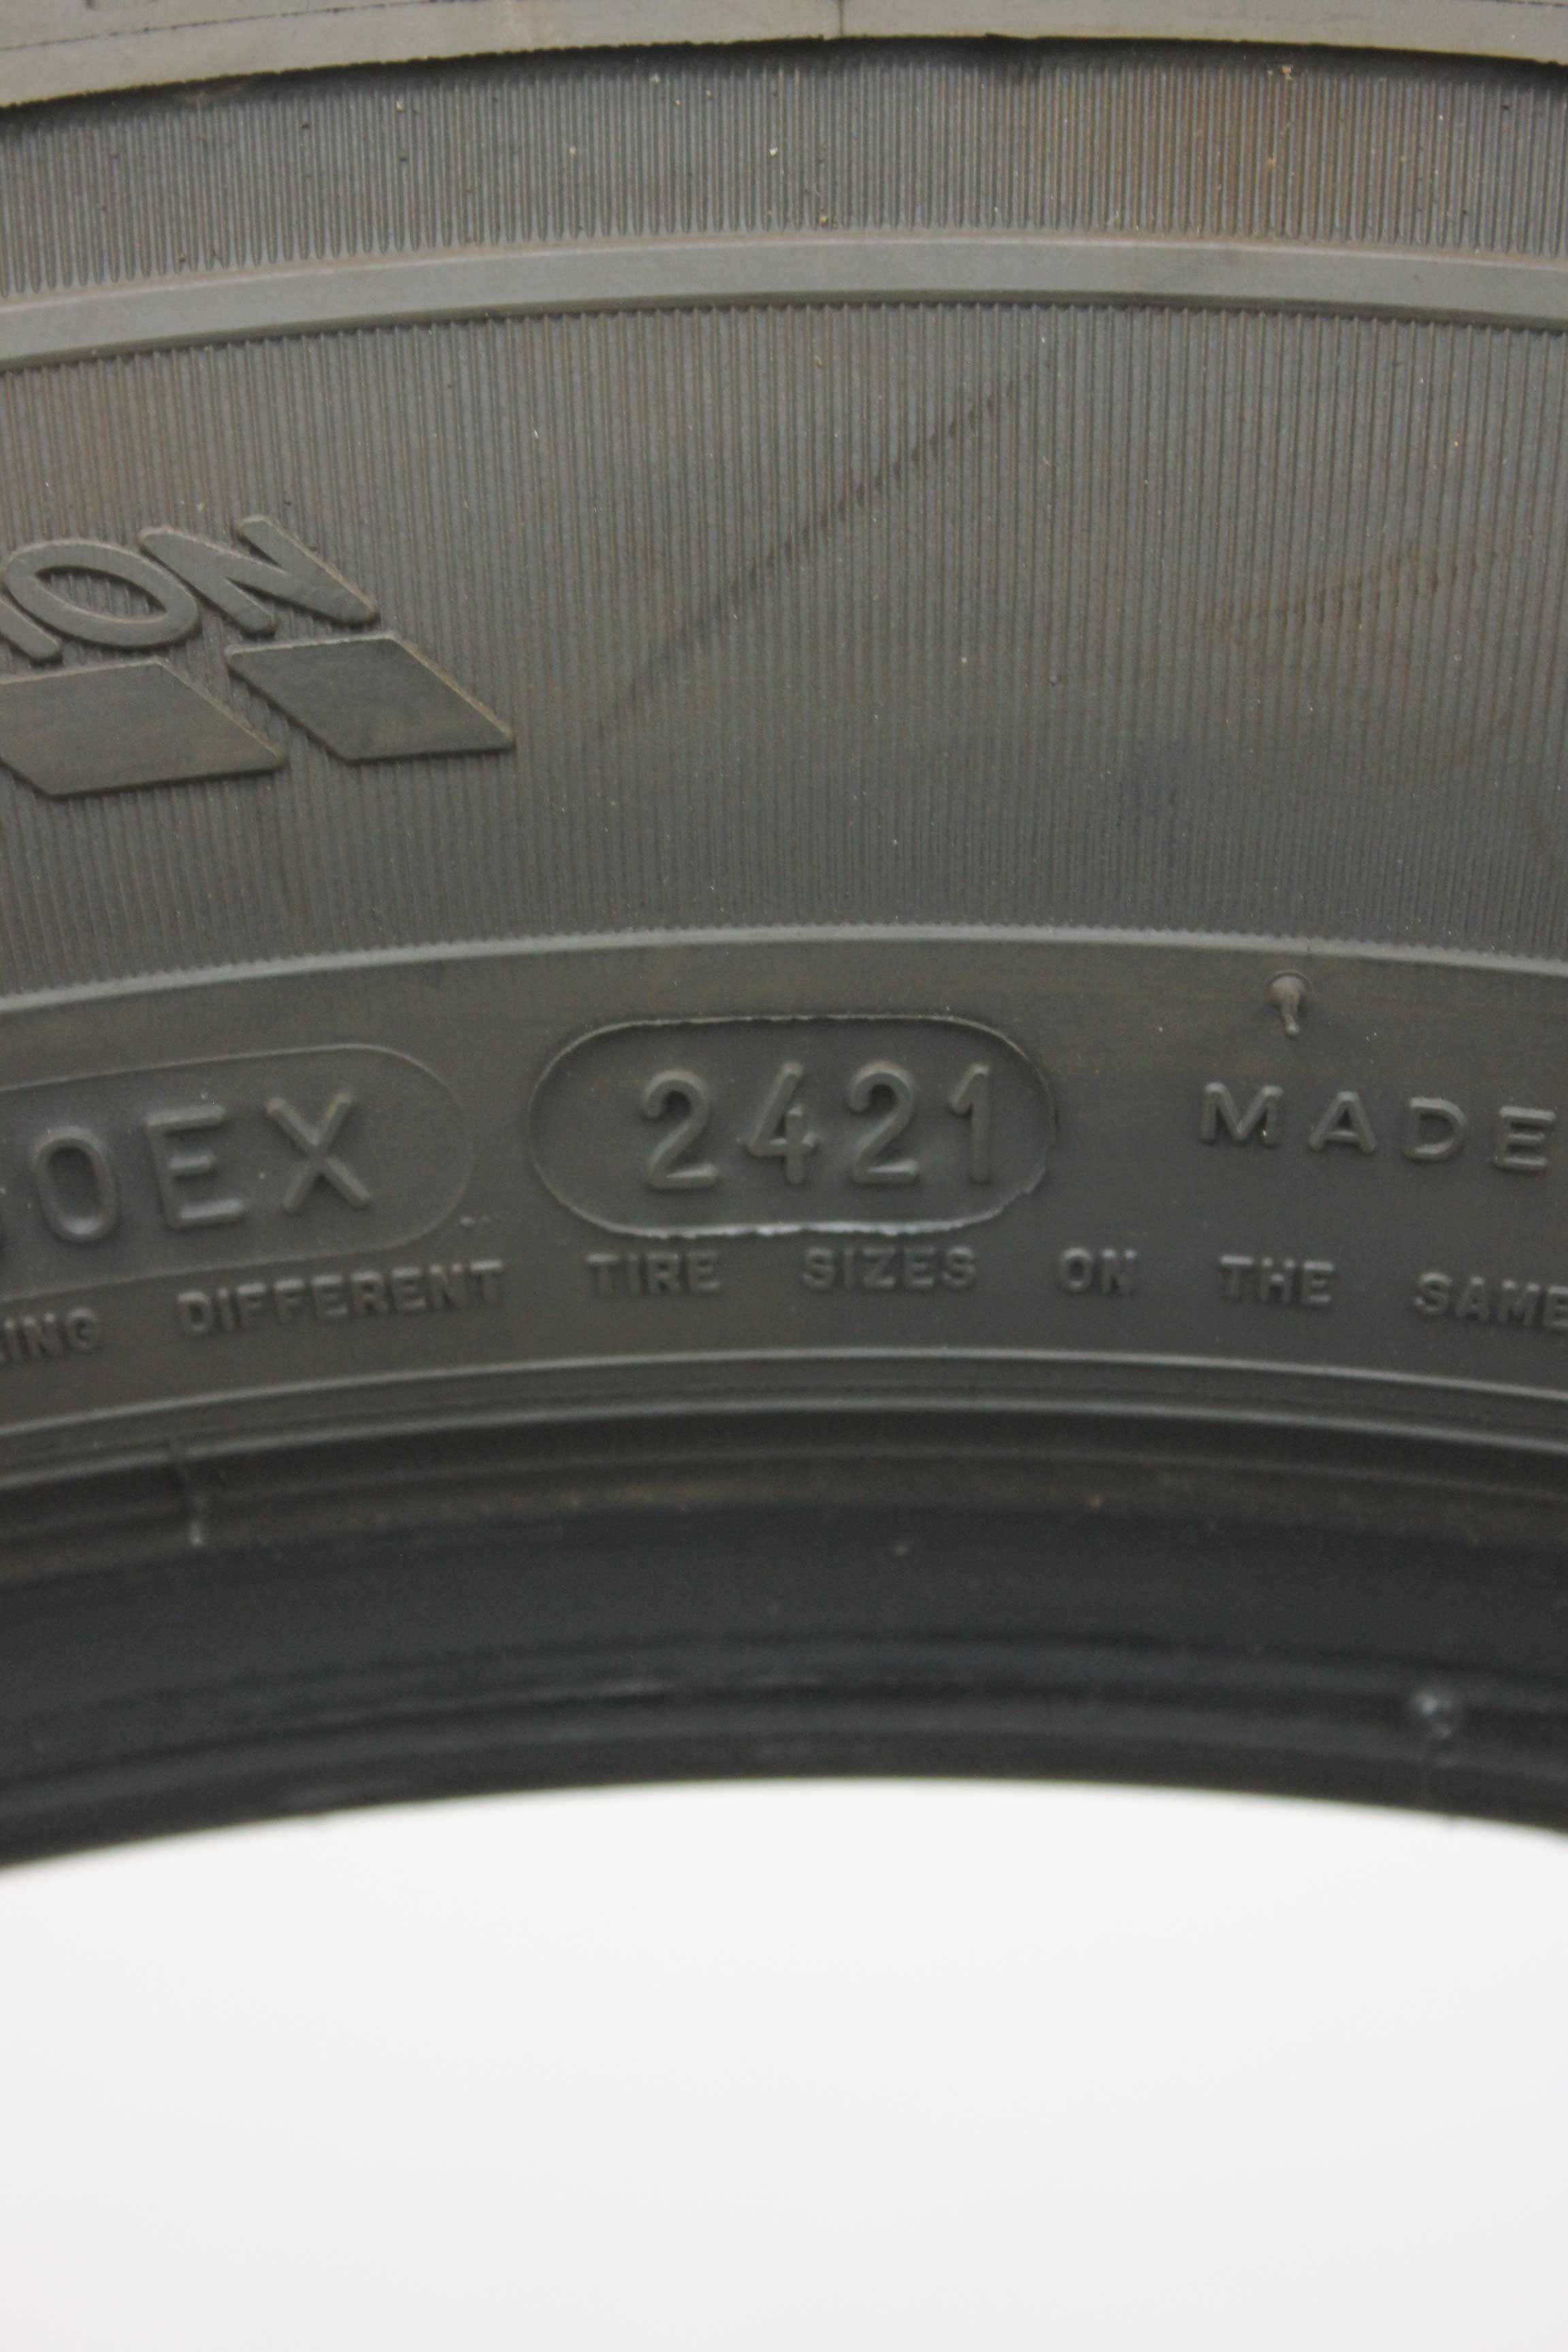 ION
0EX 2421 MADE
ING DIFFERENT TIRE SIZES ON THE SAME